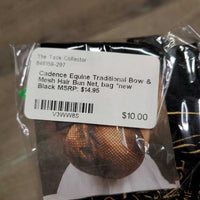 The Tack Collector
848159-297
Cadence Equine Traditional Bow &
Mesh Hair Bun Net, bag *new
Black MSRP: $14.95
V3WW85
$10.00